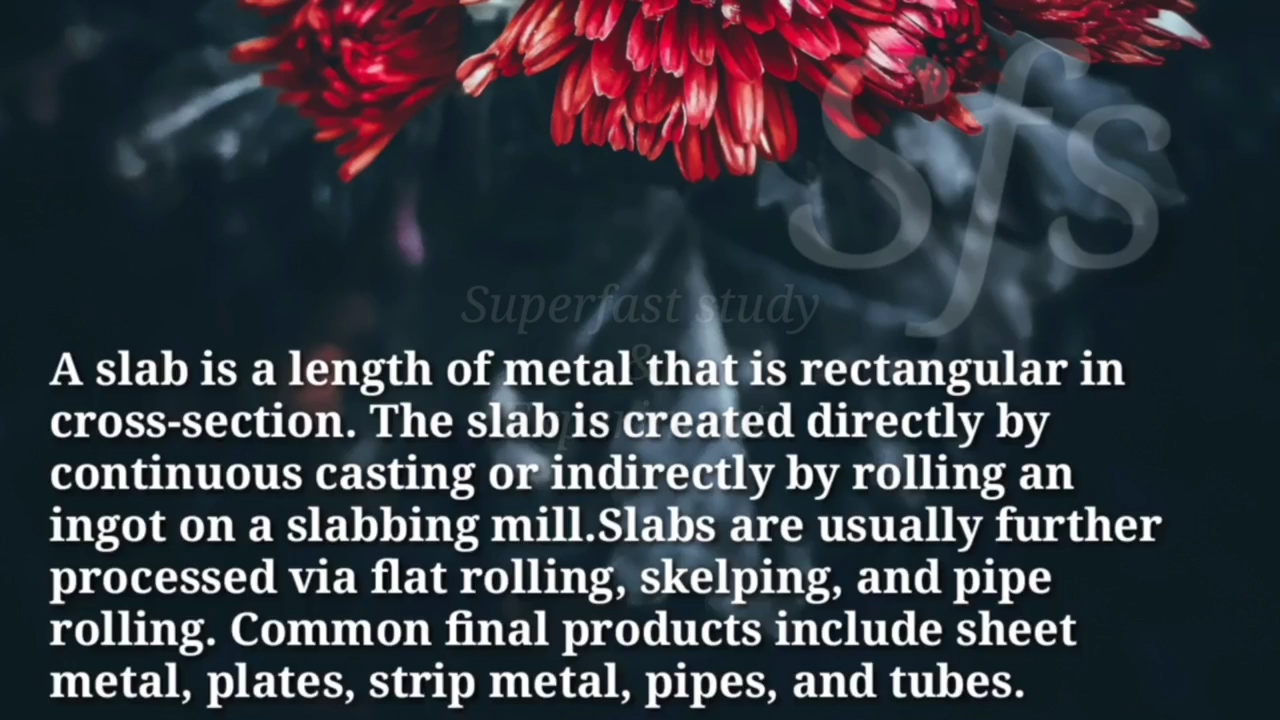 Sfs
Superfast study
&
A slab is a length of metal that is rectangular in
cross-section. The slab is created directly by
continuous casting or indirectly by rolling an
ingot on a slabbing mill.Slabs are usually further
processed via flat rolling, skelping, and pipe
rolling. Common final products include sheet
metal, plates, strip metal, pipes, and tubes.